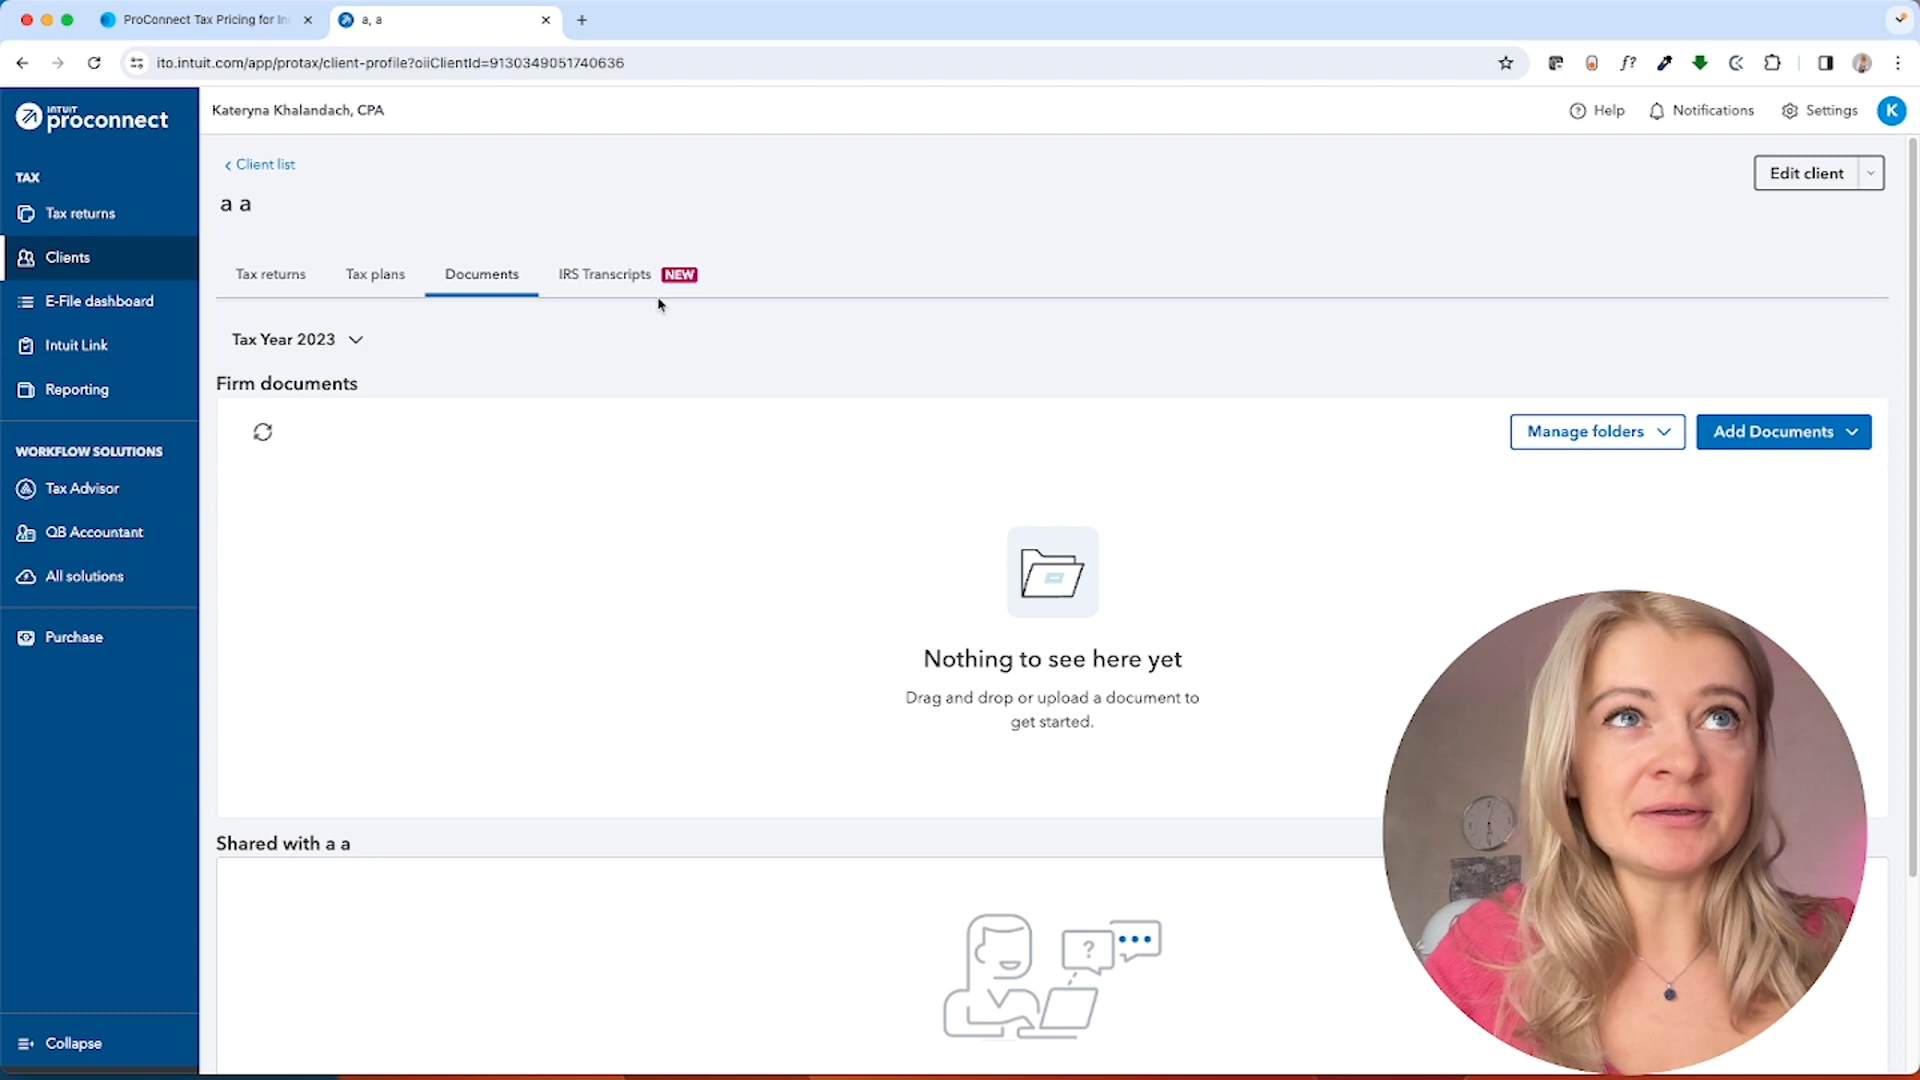 ProConnect Tax Pricing for In
a, a
ito.intuit.com/app/protax/client-profile?oiiClientId=9130349051740636
f?
INTUIT
proconnect
Kateryna Khalandach, CPA
Help
Notifications
Settings
K
Client list
Edit client
a a
TAX
Tax returns
Clients
E-File dashboard
Intuit Link
Reporting
WORKFLOW SOLUTIONS
Tax Advisor
QB Accountant
All solutions
Purchase
Collapse
Tax returns
Tax plans
Documents
IRS Transcripts
NEW
Tax Year 2023
Firm documents
Manage folders
Add Documents
Nothing to see here yet
Drag and drop or upload a document to
get started.
Shared with a a
?